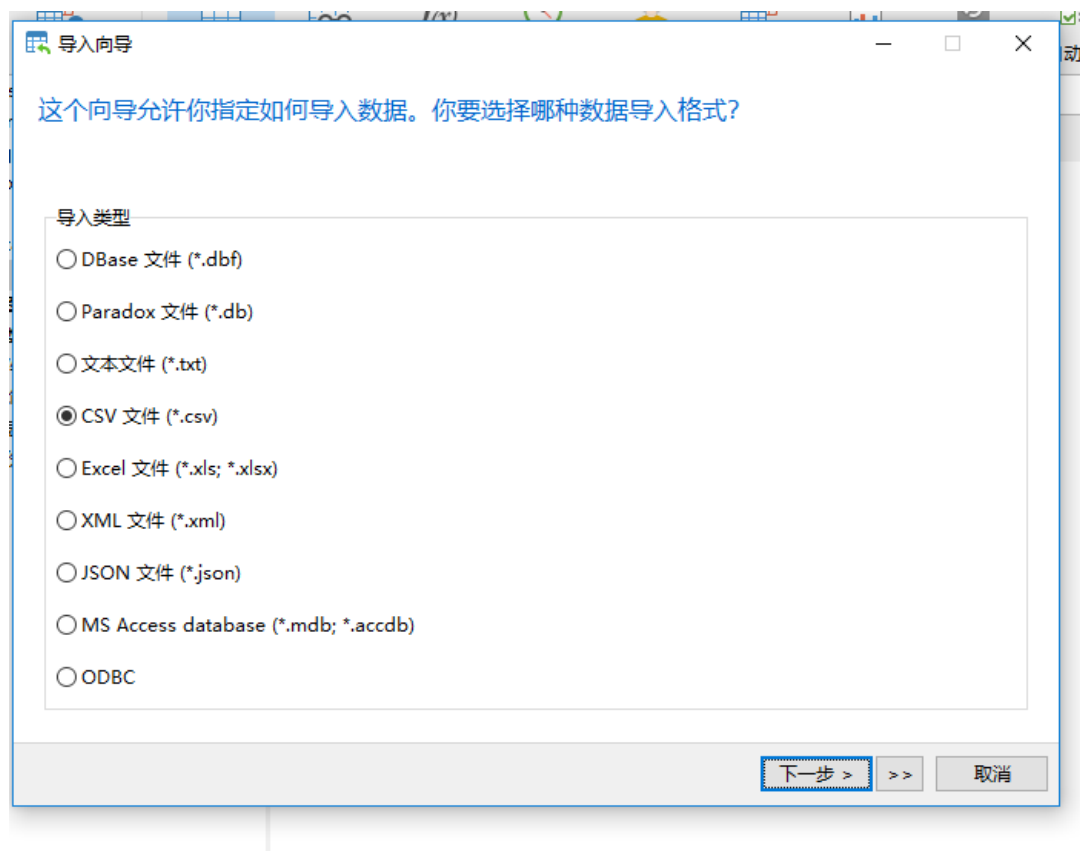 导入向导
这个向导允许你指定如何导入数据。你要选择哪种数据导入格式?
导入类型
DBase 文件 (*.dbf)
Paradox 文件 (*.db)
文本文件 (*.txt)
CSV 文件 (*.csv)
Excel 文件 (*.xls; *.xlsx)
XML 文件 (*.xml)
JSON 文件 (*.json)
MS Access database (*.mdb; *.accdb)
ODBC
下一步 >
>>
取消
动